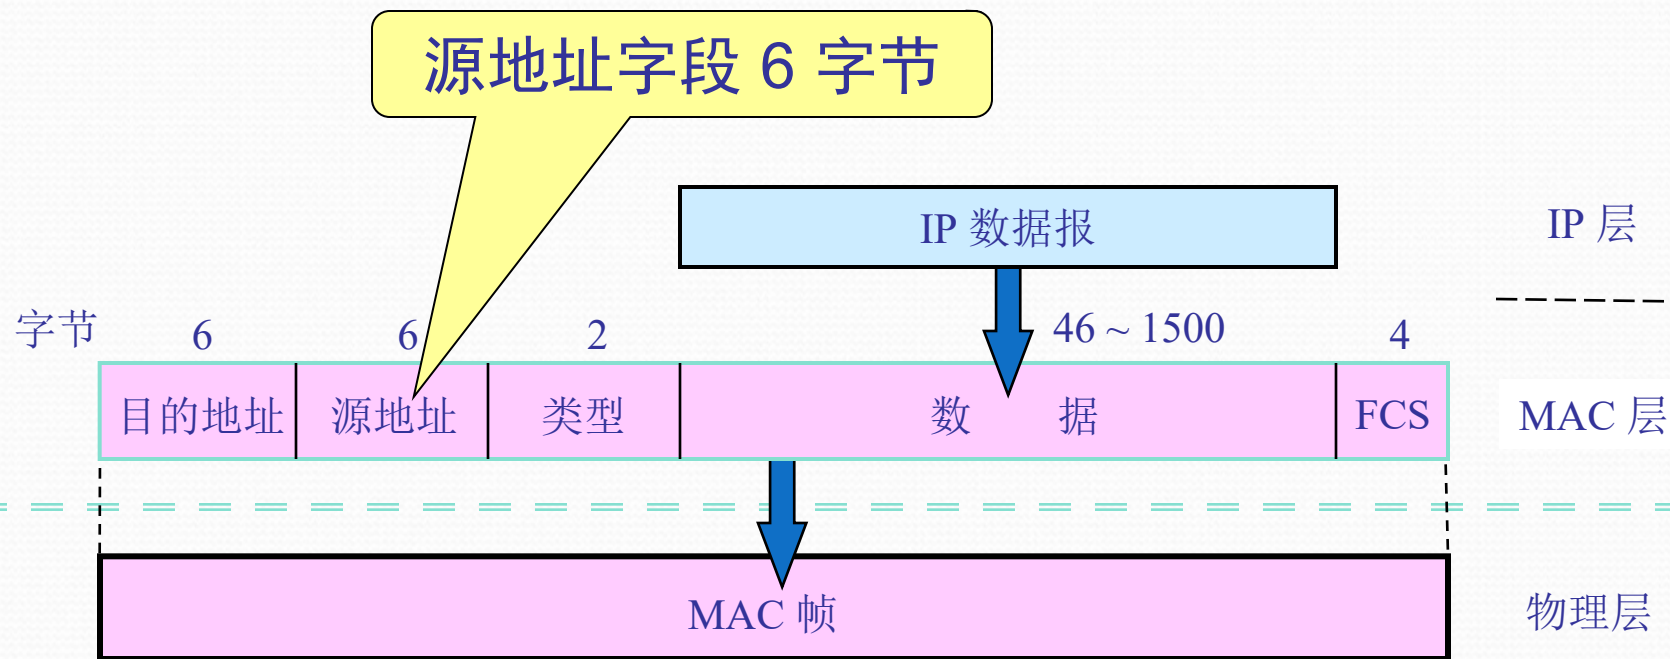 源地址字段 6 字节
IP 数据报
IP 层
字节
6
6
2
46 ~ 1500
4
目的地址
源地址
类型
数 据
FCS
MAC 层
MAC 帧
物理层